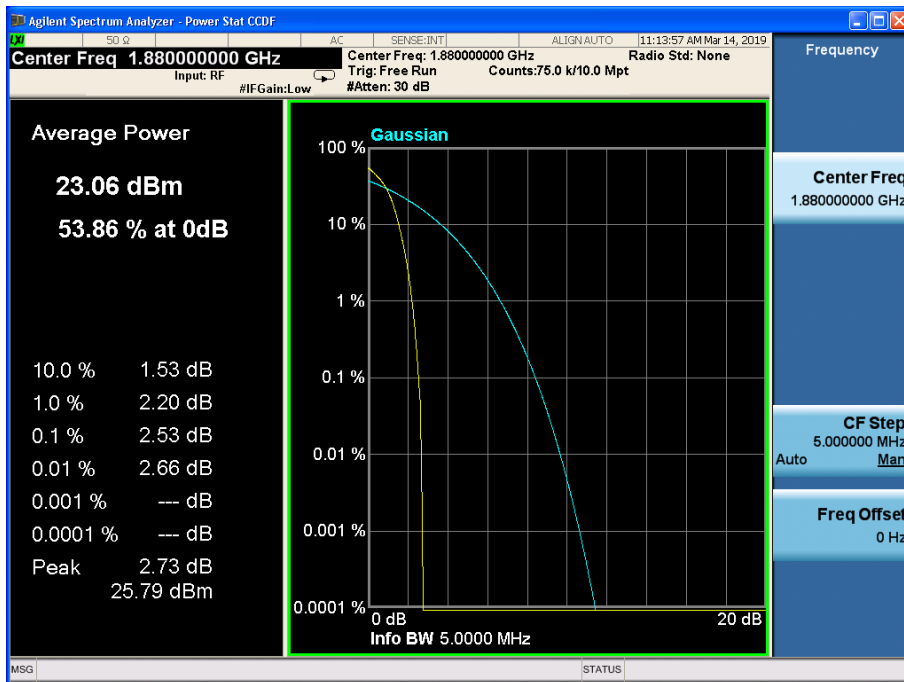 Agilent Spectrum Analyzer - Power Stat CCDF
LXI 50 Ω AC SENSE:INT ALIGN AUTO 11:13:57 AM Mar 14, 2019
Center Freq 1.880000000 GHz
Input: RF
#IFGain:Low
Center Freq: 1.880000000 GHz Radio Std: None
Trig: Free Run Counts:75.0 k/10.0 Mpt
#Atten: 30 dB
Average Power
23.06 dBm
53.86 % at 0dB
10.0 % 1.53 dB
1.0 % 2.20 dB
0.1 % 2.53 dB
0.01 % 2.66 dB
0.001 % --- dB
0.0001 % --- dB
Peak 2.73 dB
25.79 dBm
Gaussian
100 %
10 %
1 %
0.1 %
0.01 %
0.001 %
0.0001 %
0 dB 20 dB
Info BW 5.0000 MHz
Frequency
Center Freq
1.880000000 GHz
CF Step
5.000000 MHz
Auto Man
Freq Offset
0 Hz
MSG STATUS